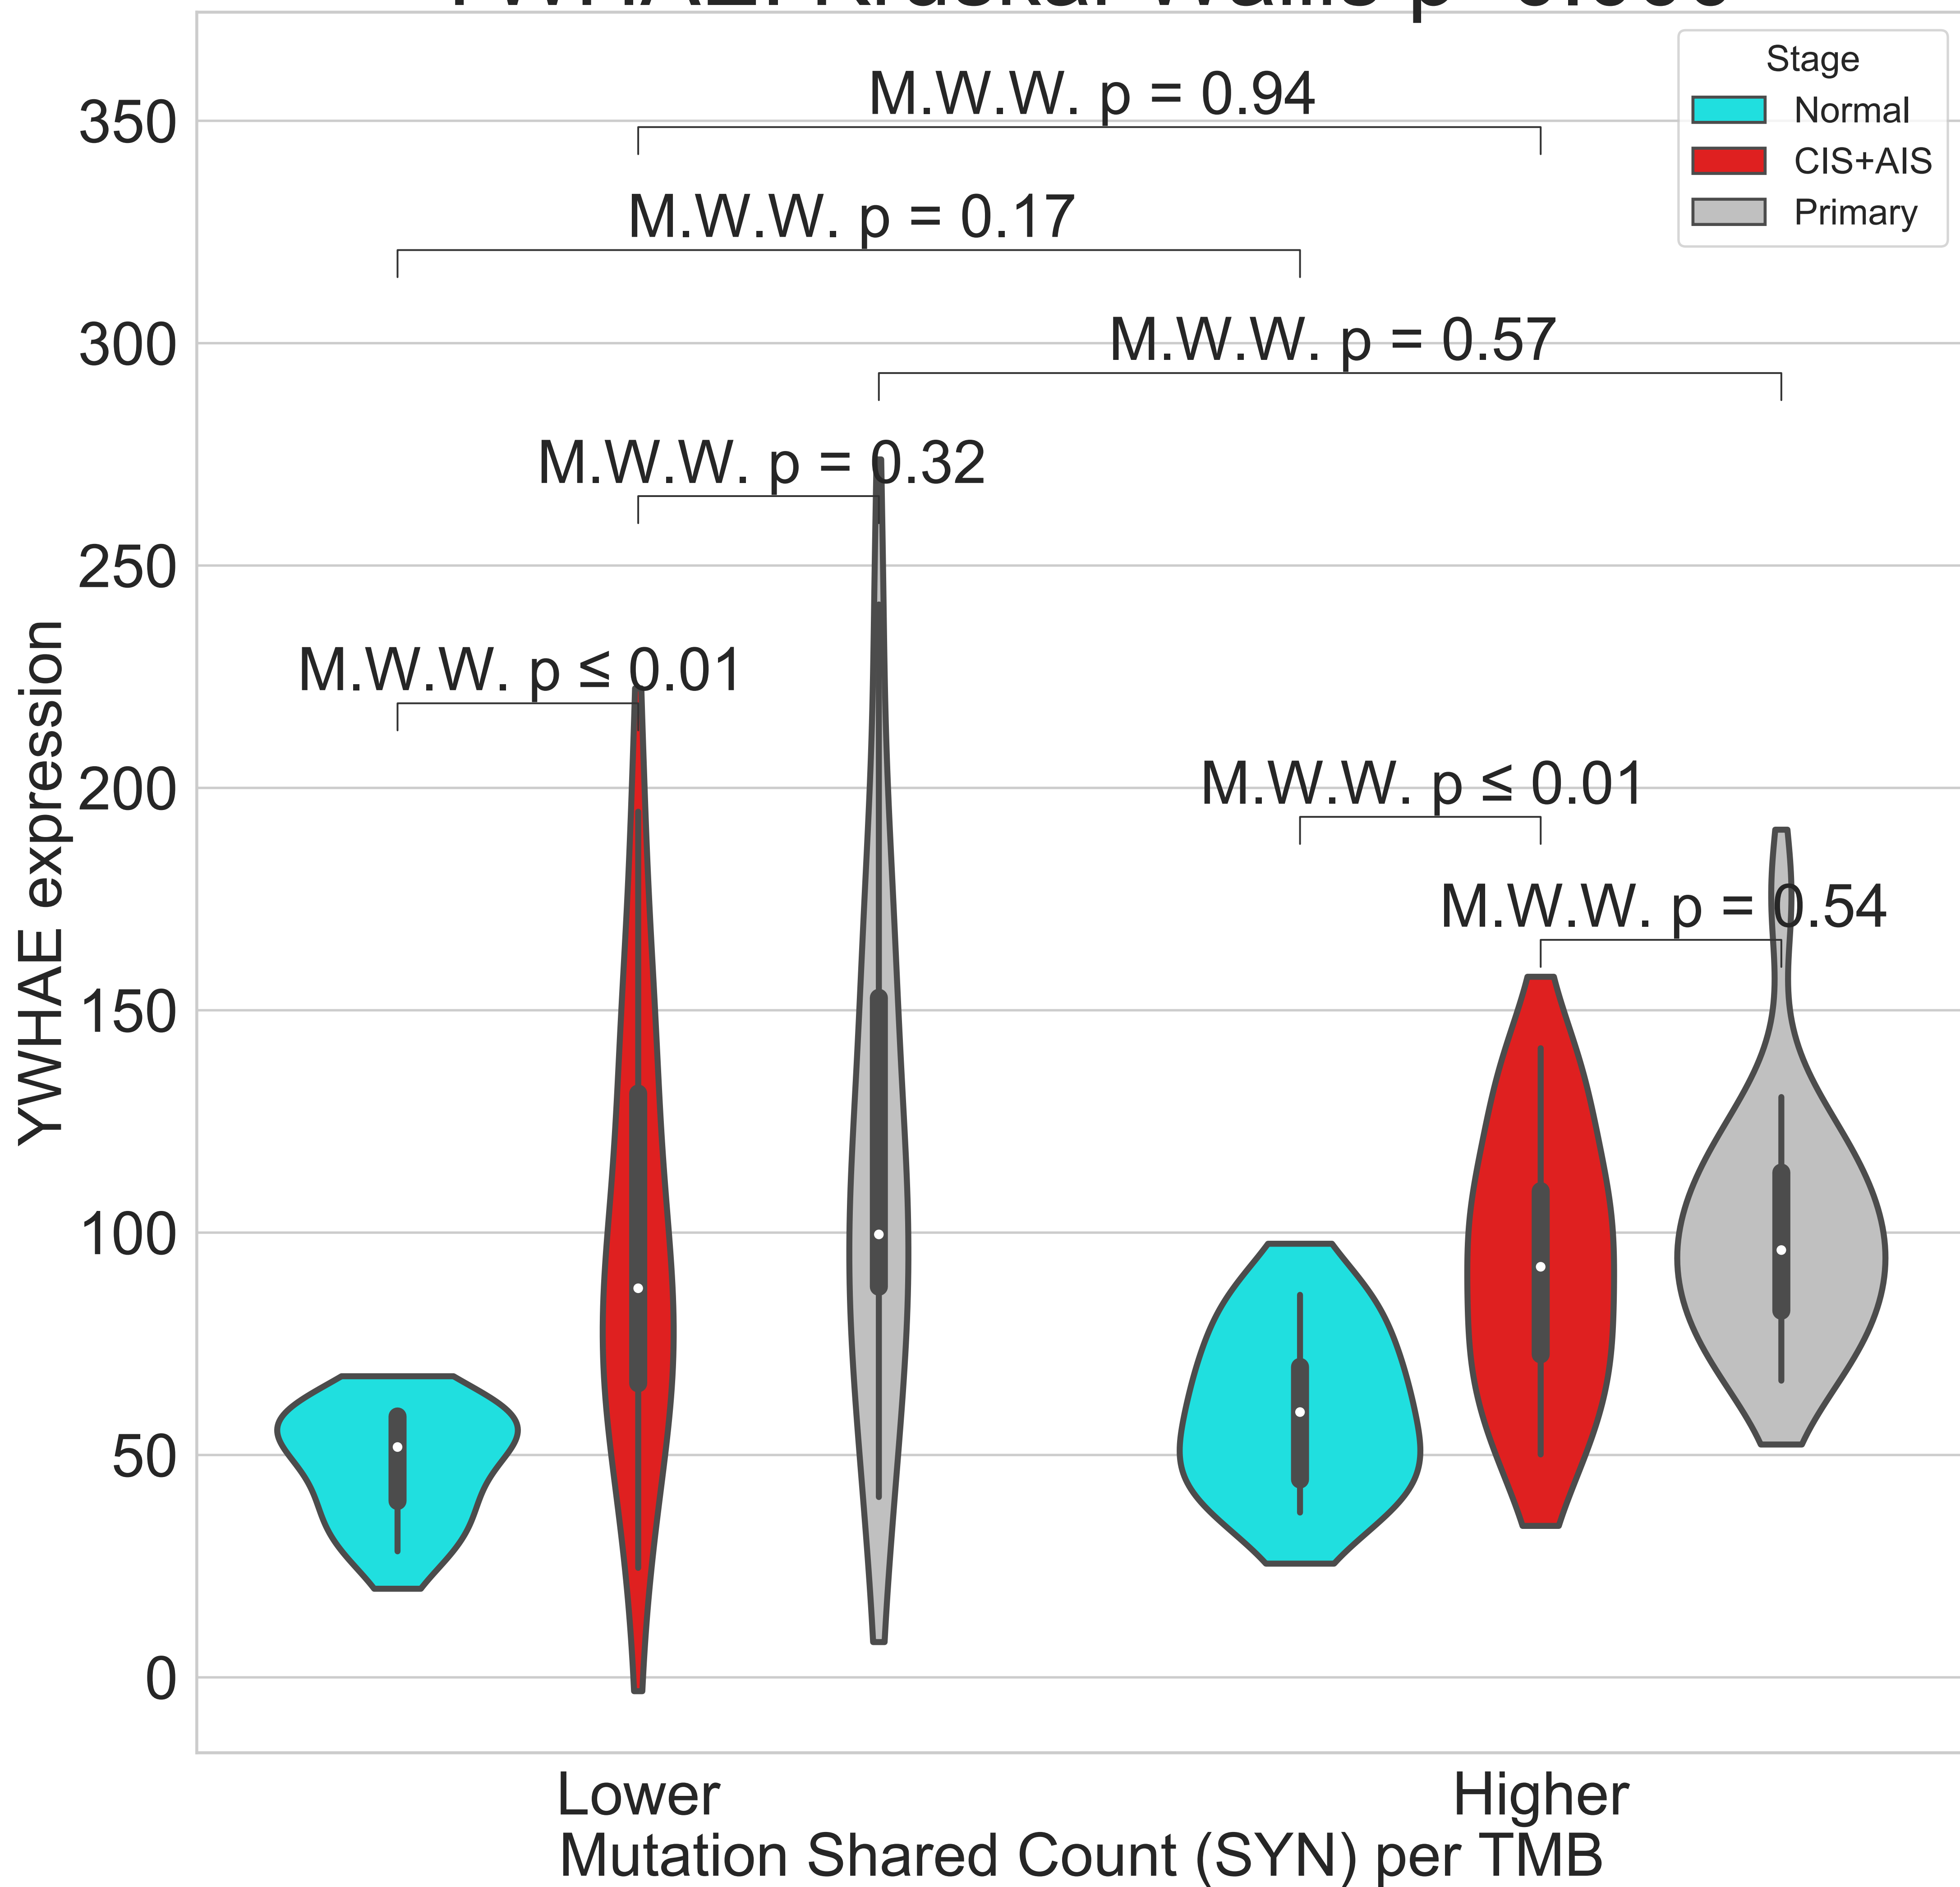 Stage
Normal
CIS+AIS
Primary
M.W.W. p = 0.94
M.W.W. p = 0.17
M.W.W. p = 0.57
M.W.W. p = 0.32
M.W.W. p ≤ 0.01
M.W.W. p ≤ 0.01
M.W.W. p = 0.54
350
300
250
200
150
100
50
0
YWHAE expression
Lower
Higher
Mutation Shared Count (SYN) per TMB